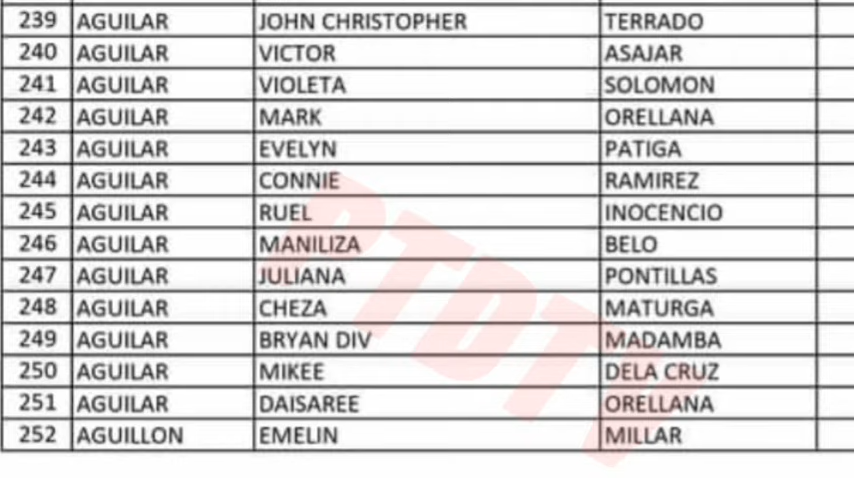 239 AGUILAR JOHN CHRISTOPHER TERRADO
240 AGUILAR VICTOR ASAJAR
241 AGUILAR VIOLETA SOLOMON
242 AGUILAR MARK ORELLANA
243 AGUILAR EVELYN PATIGA
244 AGUILAR CONNIE RAMIREZ
245 AGUILAR RUEL INOCENCIO
246 AGUILAR MANILIZA BELO
247 AGUILAR JULIANA PONTILLAS
248 AGUILAR CHEZA MATURGA
249 AGUILAR BRYAN DIV MADAMBA
250 AGUILAR MIKEE DELA CRUZ
251 AGUILAR DAISAREE ORELLANA
252 AGUILLON EMELIN MILLAR
PTDTV